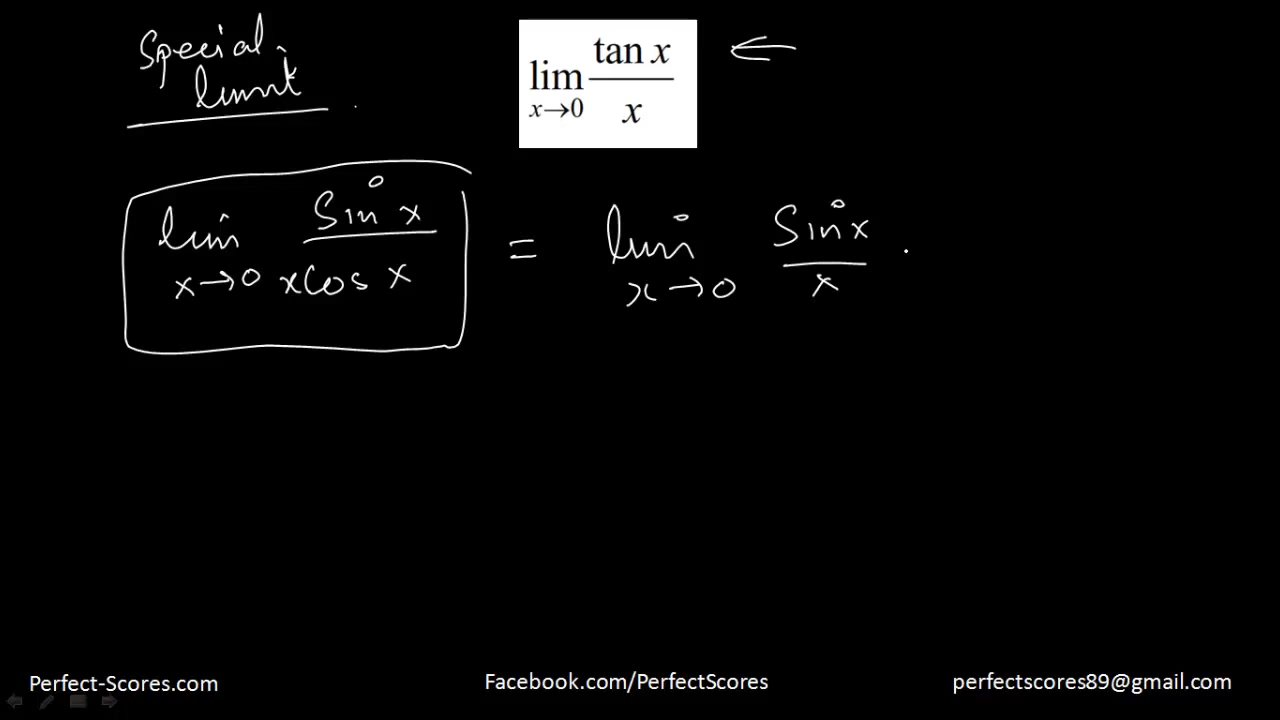 Special limit
lim x→0 tan x / x
lim x→0 Sin x / x Cos x = lim x→0 Sin x / x .
Perfect-Scores.com
Facebook.com/PerfectScores
perfectscores89@gmail.com